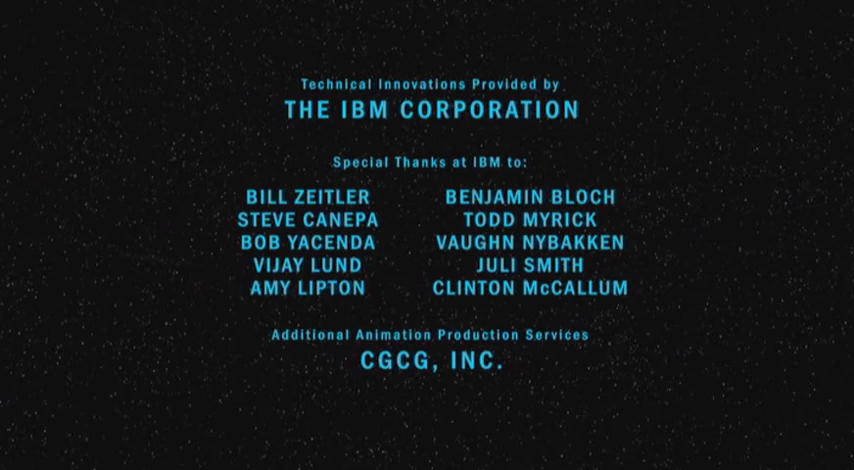 Technical Innovations Provided by
THE IBM CORPORATION
Special Thanks at IBM to:
BILL ZEITLER BENJAMIN BLOCH
STEVE CANEPA TODD MYRICK
BOB YACENDA VAUGHN NYBAKKEN
VIJAY LUND JULI SMITH
AMY LIPTON CLINTON McCALLUM
Additional Animation Production Services
CGCG, INC.